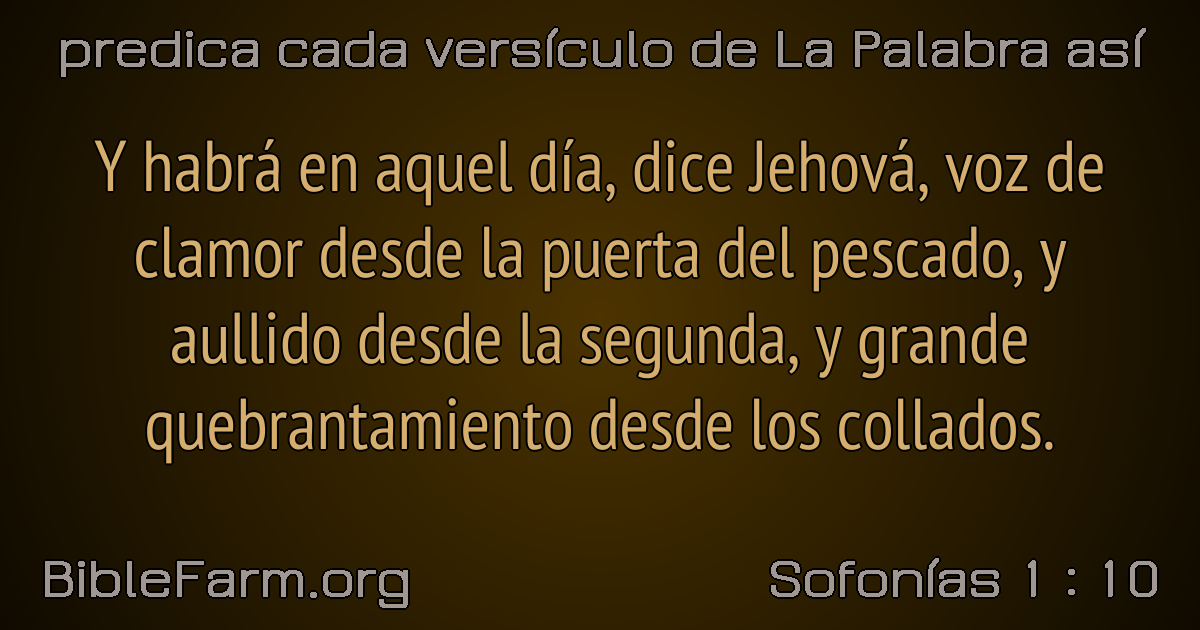 predica cada versículo de La Palabra así
Y habrá en aquel día, dice Jehová, voz de
clamor desde la puerta del pescado, y
aullido desde la segunda, y grande
quebrantamiento desde los collados.
BibleFarm.org
Sofonías 1 : 10